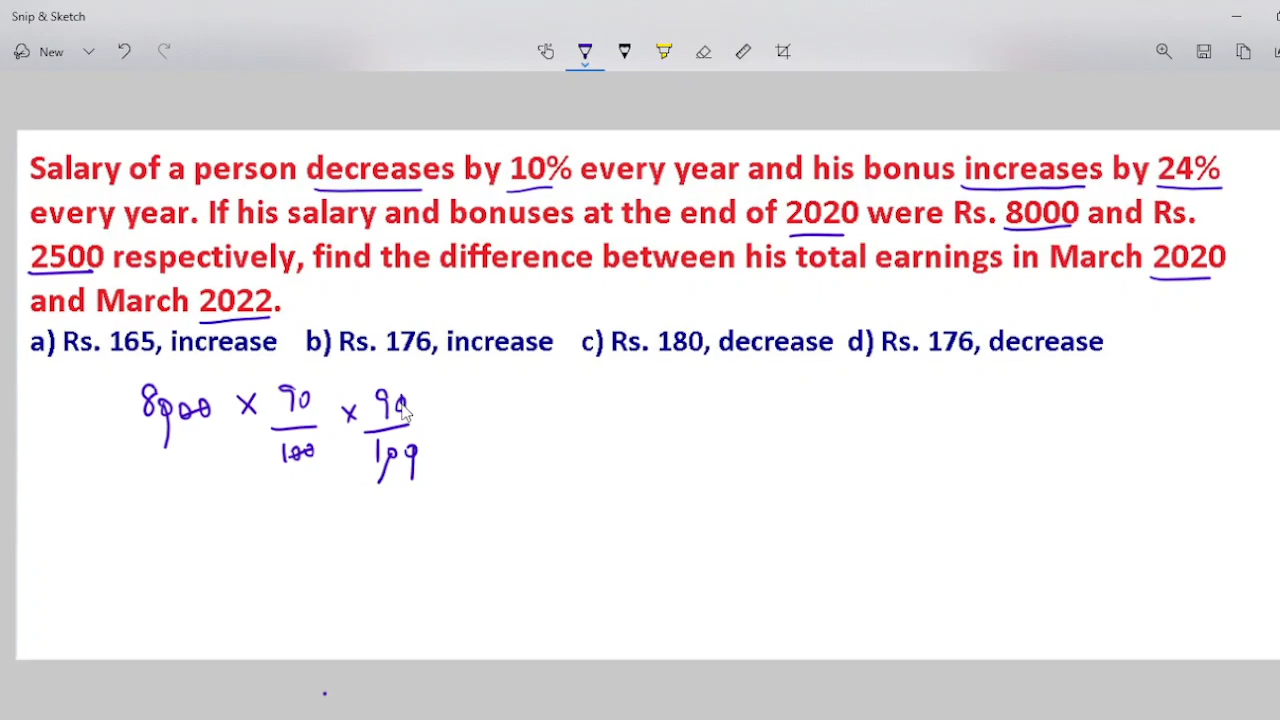 Snip & Sketch
New
Salary of a person decreases by 10% every year and his bonus increases by 24%
every year. If his salary and bonuses at the end of 2020 were Rs. 8000 and Rs.
2500 respectively, find the difference between his total earnings in March 2020
and March 2022.
a) Rs. 165, increase b) Rs. 176, increase c) Rs. 180, decrease d) Rs. 176, decrease
8000 × 90/100 × 90/100